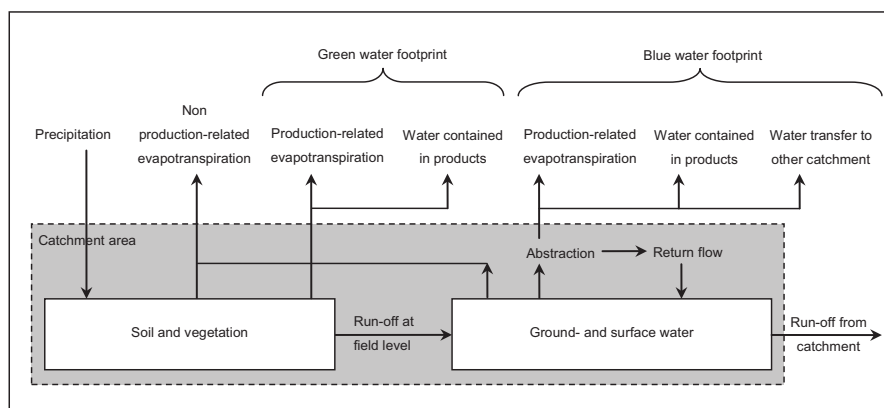 Green water footprint
Blue water footprint
Non
production-related
evapotranspiration
Precipitation
Production-related
evapotranspiration
Water contained
in products
Production-related
evapotranspiration
Water contained
in products
Water transfer to
other catchment
Catchment area
Abstraction
Return flow
Soil and vegetation
Run-off at
field level
Ground- and surface water
Run-off from
catchment